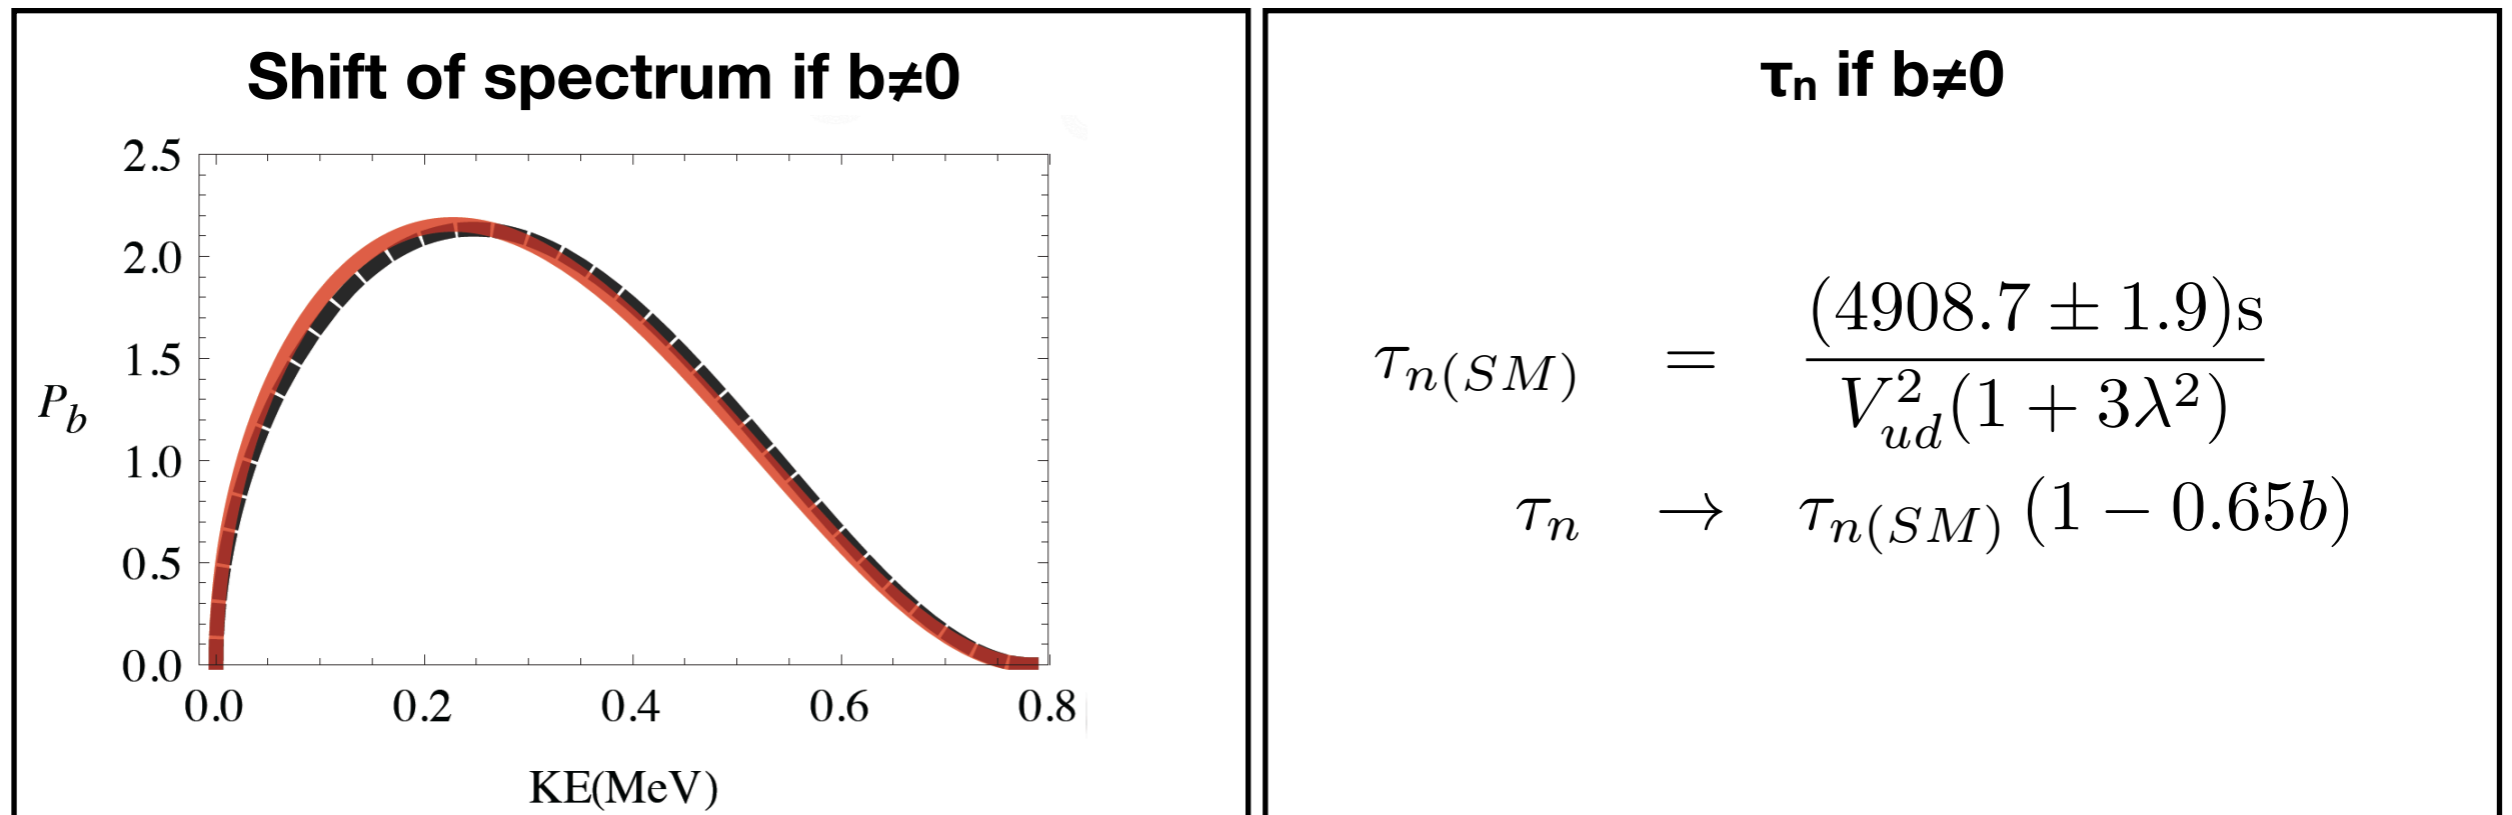 Shift of spectrum if b≠0
2.5
2.0
1.5
1.0
0.5
0.0
P_b
0.0 0.2 0.4 0.6 0.8
KE(MeV)
τₙ if b≠0
τ_{n(SM)} = \frac{(4908.7 ± 1.9)s}{V_{ud}^2(1 + 3λ^2)}
τ_n → τ_{n(SM)} (1 − 0.65b)